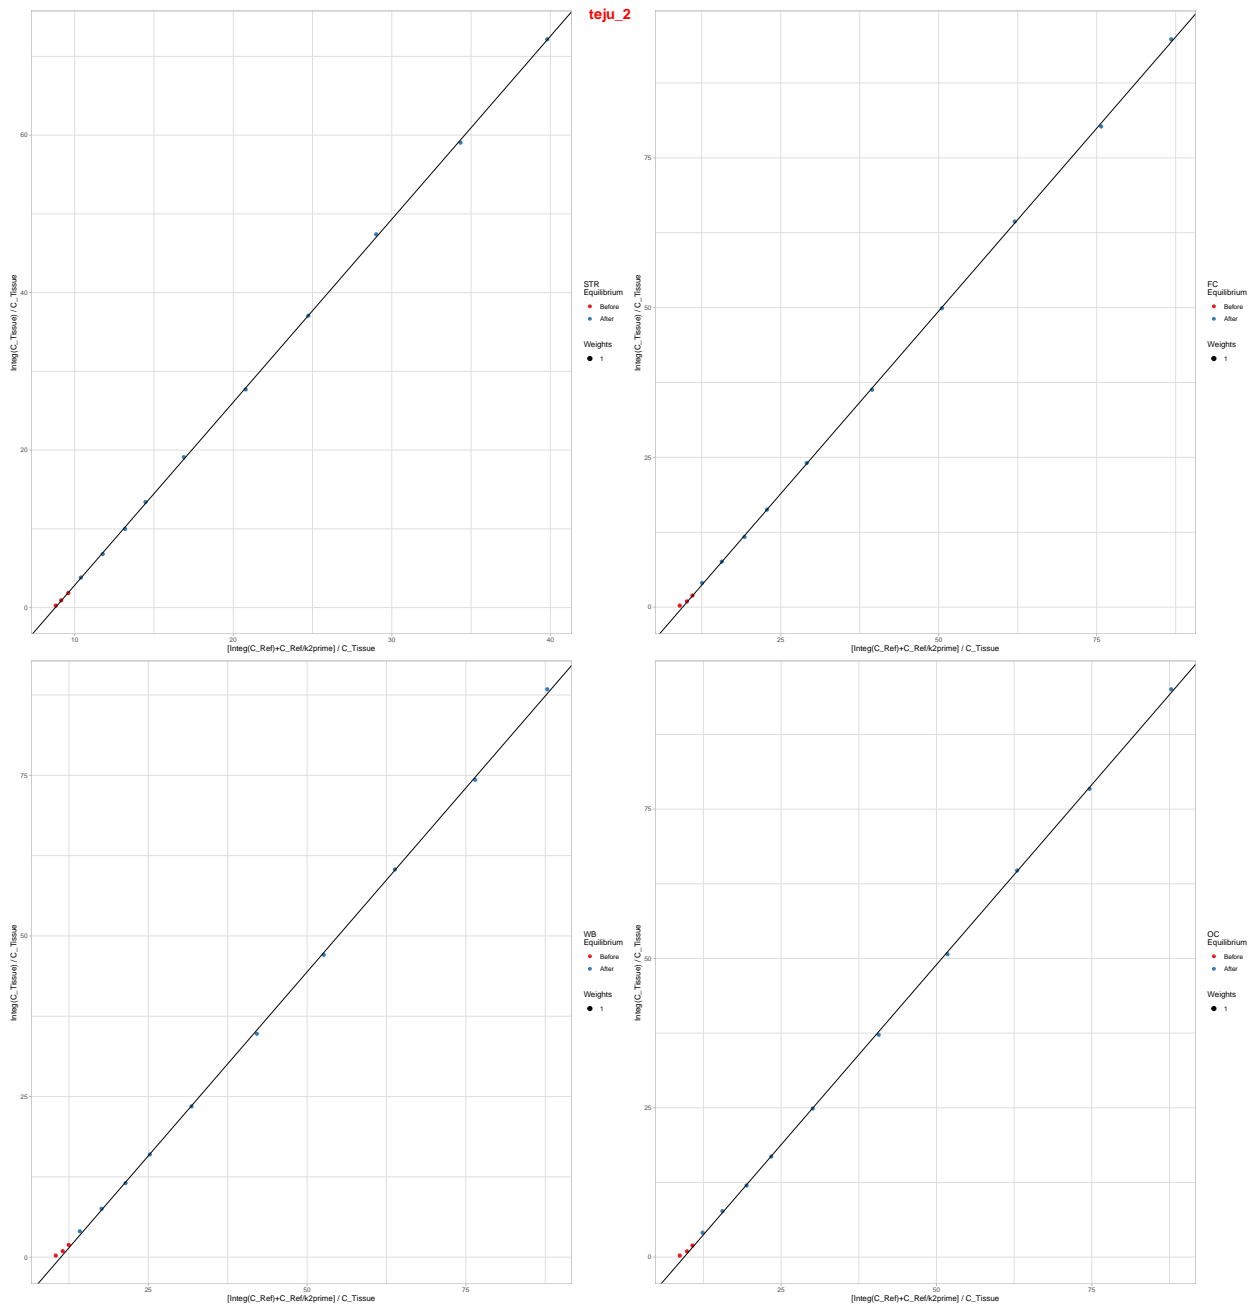 teju_2
Integ(C_Tissue) / C_Tissue
60
40
20
0
10
20
30
40
[Integ(C_Ref)+C_Ref/k2prime] / C_Tissue
STR
Equilibrium
Before
After
Weights
1
Integ(C_Tissue) / C_Tissue
75
50
25
0
25
50
75
[Integ(C_Ref)+C_Ref/k2prime] / C_Tissue
FC
Equilibrium
Before
After
Weights
1
Integ(C_Tissue) / C_Tissue
75
50
25
0
25
50
75
[Integ(C_Ref)+C_Ref/k2prime] / C_Tissue
WB
Equilibrium
Before
After
Weights
1
Integ(C_Tissue) / C_Tissue
75
50
25
0
25
50
75
[Integ(C_Ref)+C_Ref/k2prime] / C_Tissue
OC
Equilibrium
Before
After
Weights
1